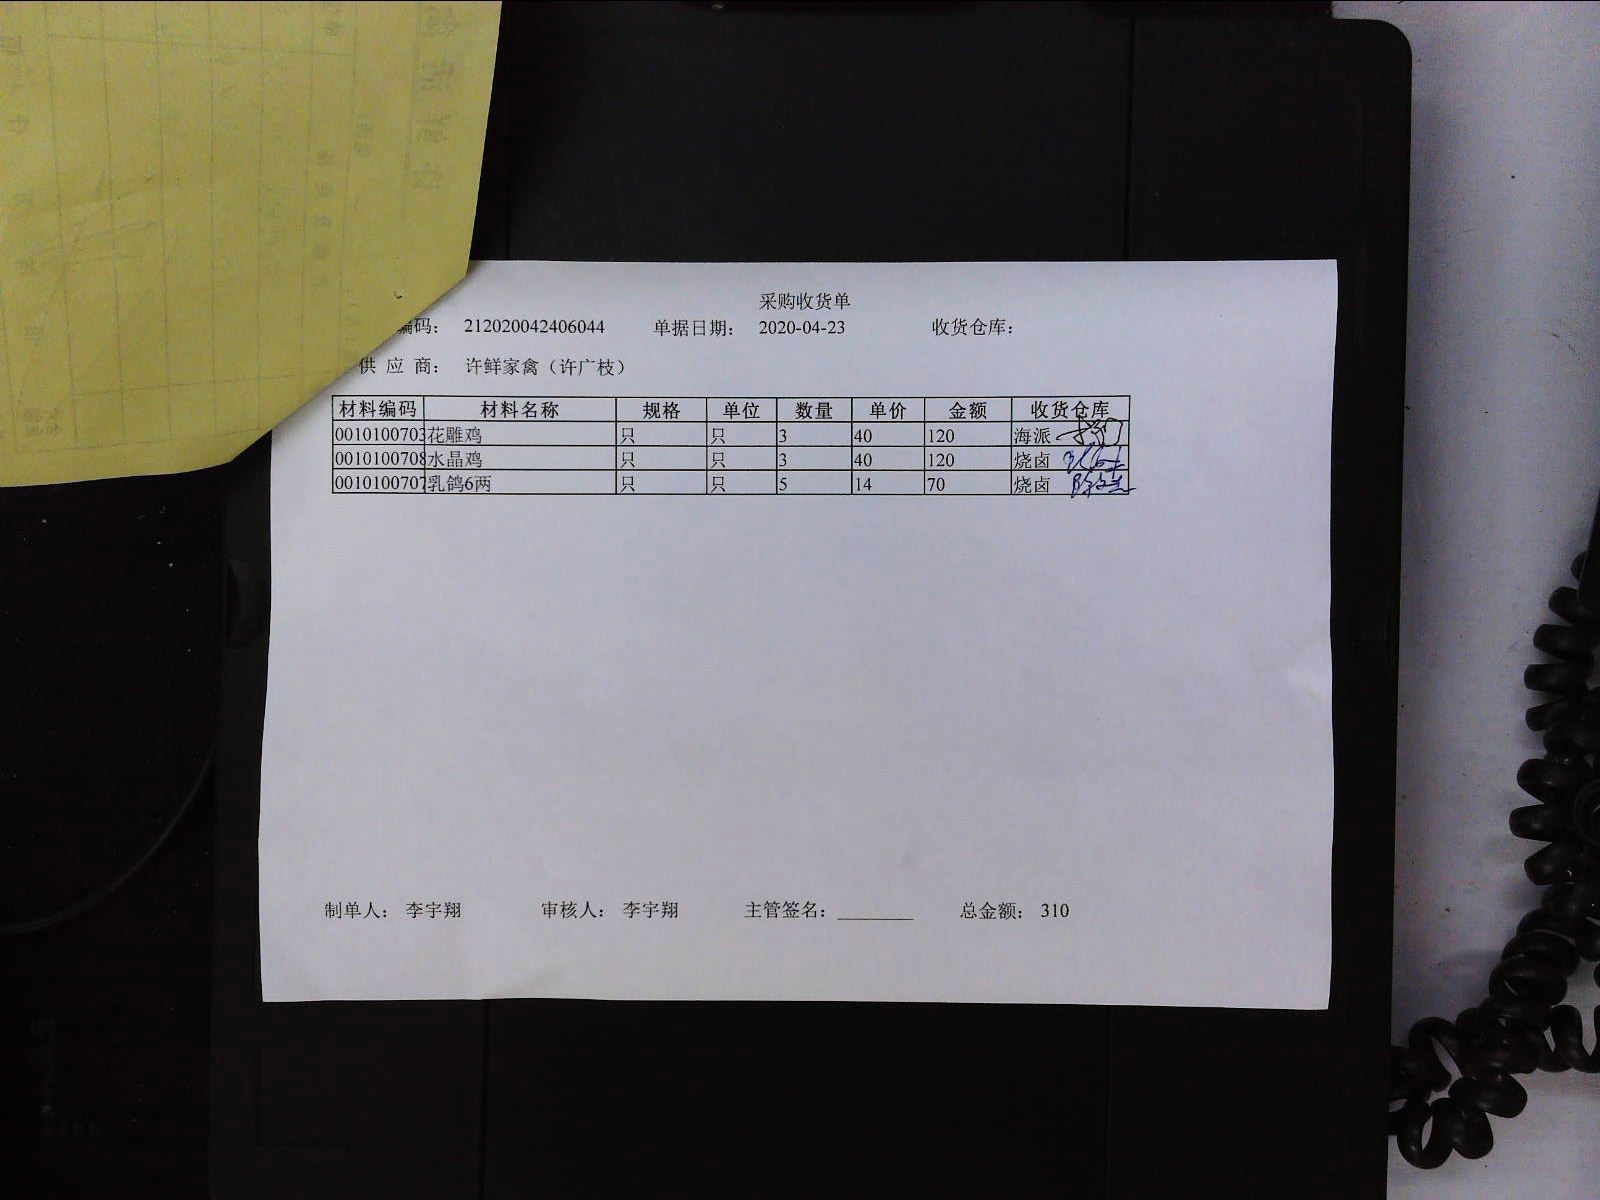 采购收货单
编码： 212020042406044 单据日期： 2020-04-23 收货仓库：
供应商： 许鲜家禽（许广枝）
材料编码 材料名称 规格 单位 数量 单价 金额 收货仓库
0010100703 花雕鸡 只 只 3 40 120 海派
0010100708 水晶鸡 只 只 3 40 120 烧卤
0010100707 乳鸽6两 只 只 5 14 70 烧卤
制单人： 李宇翔 审核人： 李宇翔 主管签名： 总金额： 310